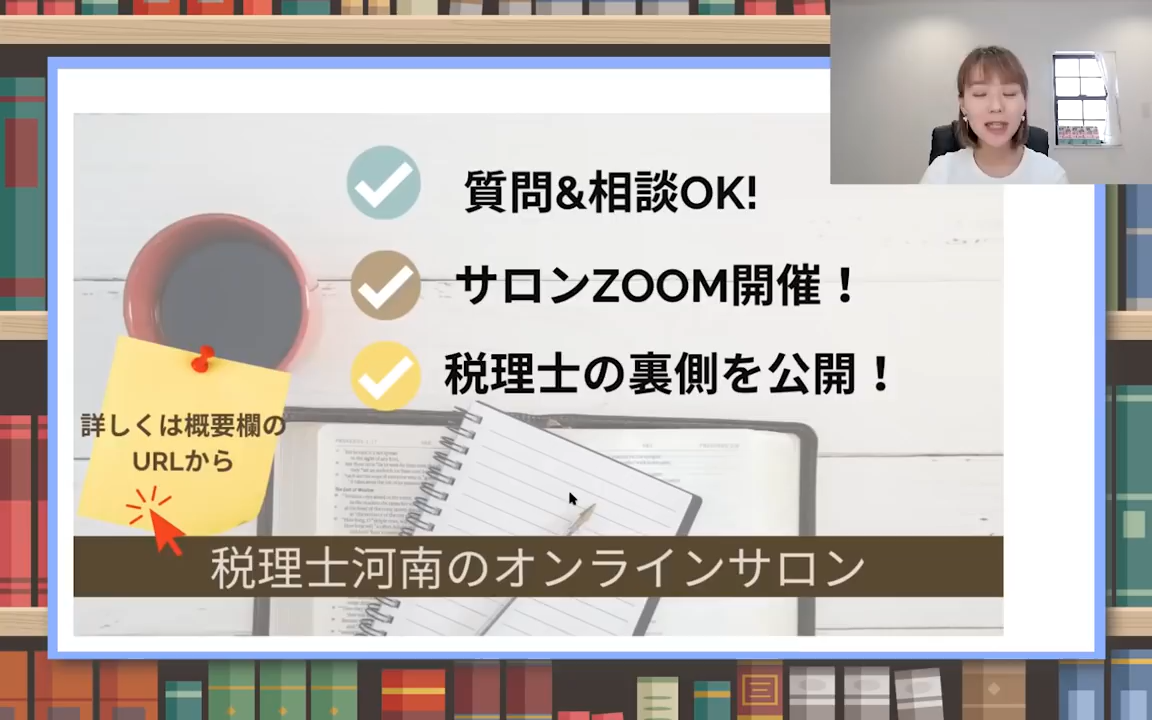 質問&相談OK!
サロンZOOM開催！
税理士の裏側を公開！
詳しくは概要欄の
URLから
税理士河南のオンラインサロン